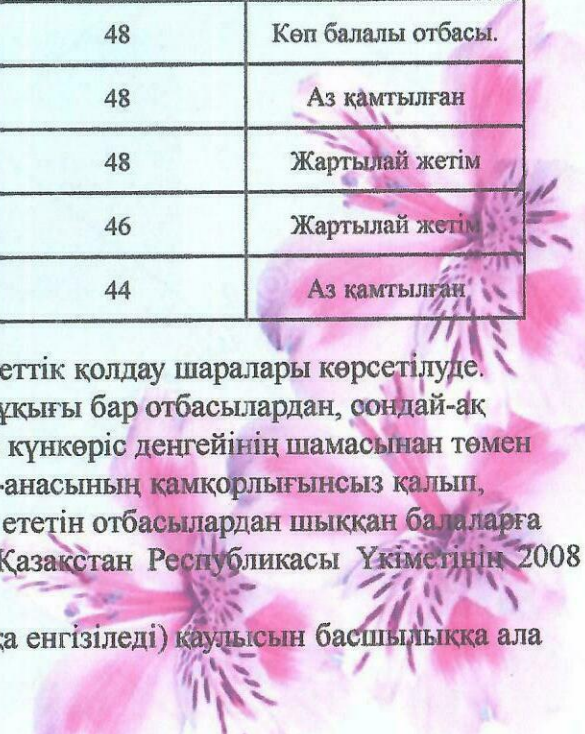 48 Көп балалы отбасы.
48 Аз қамтылған
48 Жартылай жетім
46 Жартылай жетім
44 Аз қамтылған
еттік қолдау шаралары көрсетілуде.
ұқығы бар отбасылардан, сондай-ақ
күнкөріс деңгейінің шамасынан төмен
-анасының қамқорлығынсыз қалып,
ететін отбасылардан шыққан балаларға
Қазақстан Республикасы Үкіметінің 2008
қа енгізіледі) қаулысын басшылыққа ала